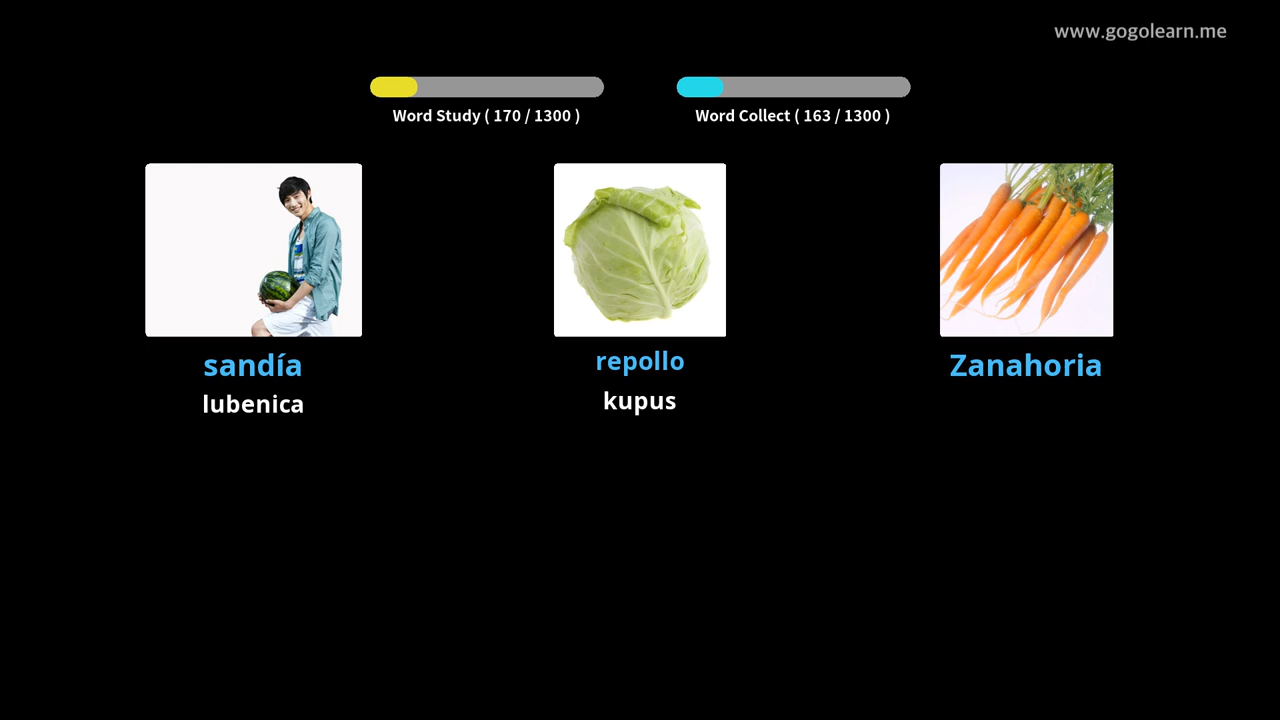 www.gogolearn.me
Word Study ( 170 / 1300 )
Word Collect ( 163 / 1300 )
sandía
lubenica
repollo
kupus
Zanahoria